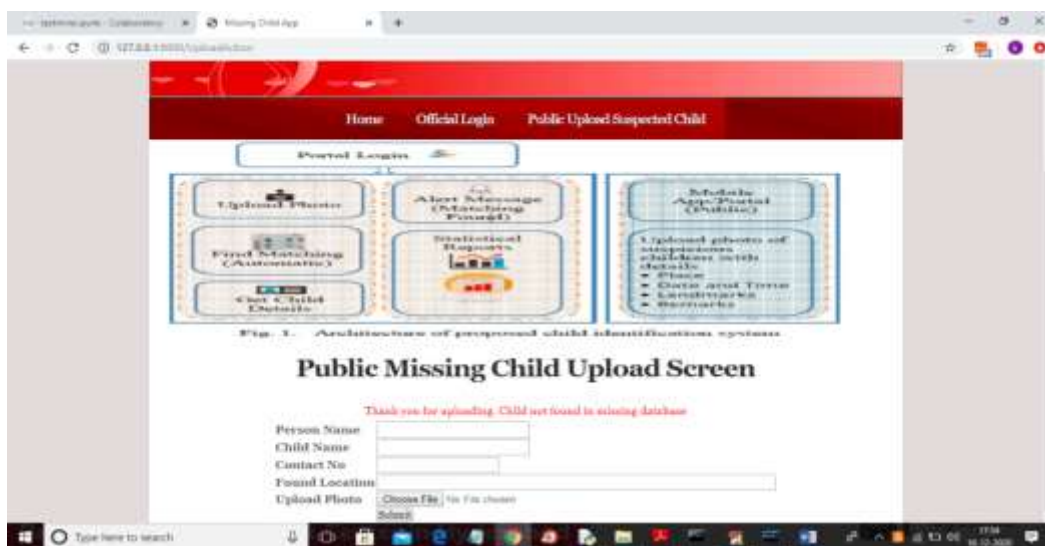 Missing Child App
Home Official Login Public Upload Suspected Child
Portal Login
Upload Photo
Find Matching
(Automatic)
Get Child
Details
Alert Message
(Matching
Found)
Statistical
Reports
Mobile
App/Portal
(Public)
Upload photo of
suspicious
children with
details
• Place
• Date and Time
• Landmarks
• Remarks
Fig. 1. Architecture of proposed child identification system
Public Missing Child Upload Screen
Thank you for uploading. Child not found in missing database
Person Name
Child Name
Contact No
Found Location
Upload Photo Choose File No file chosen
Submit
Type here to search
17:54